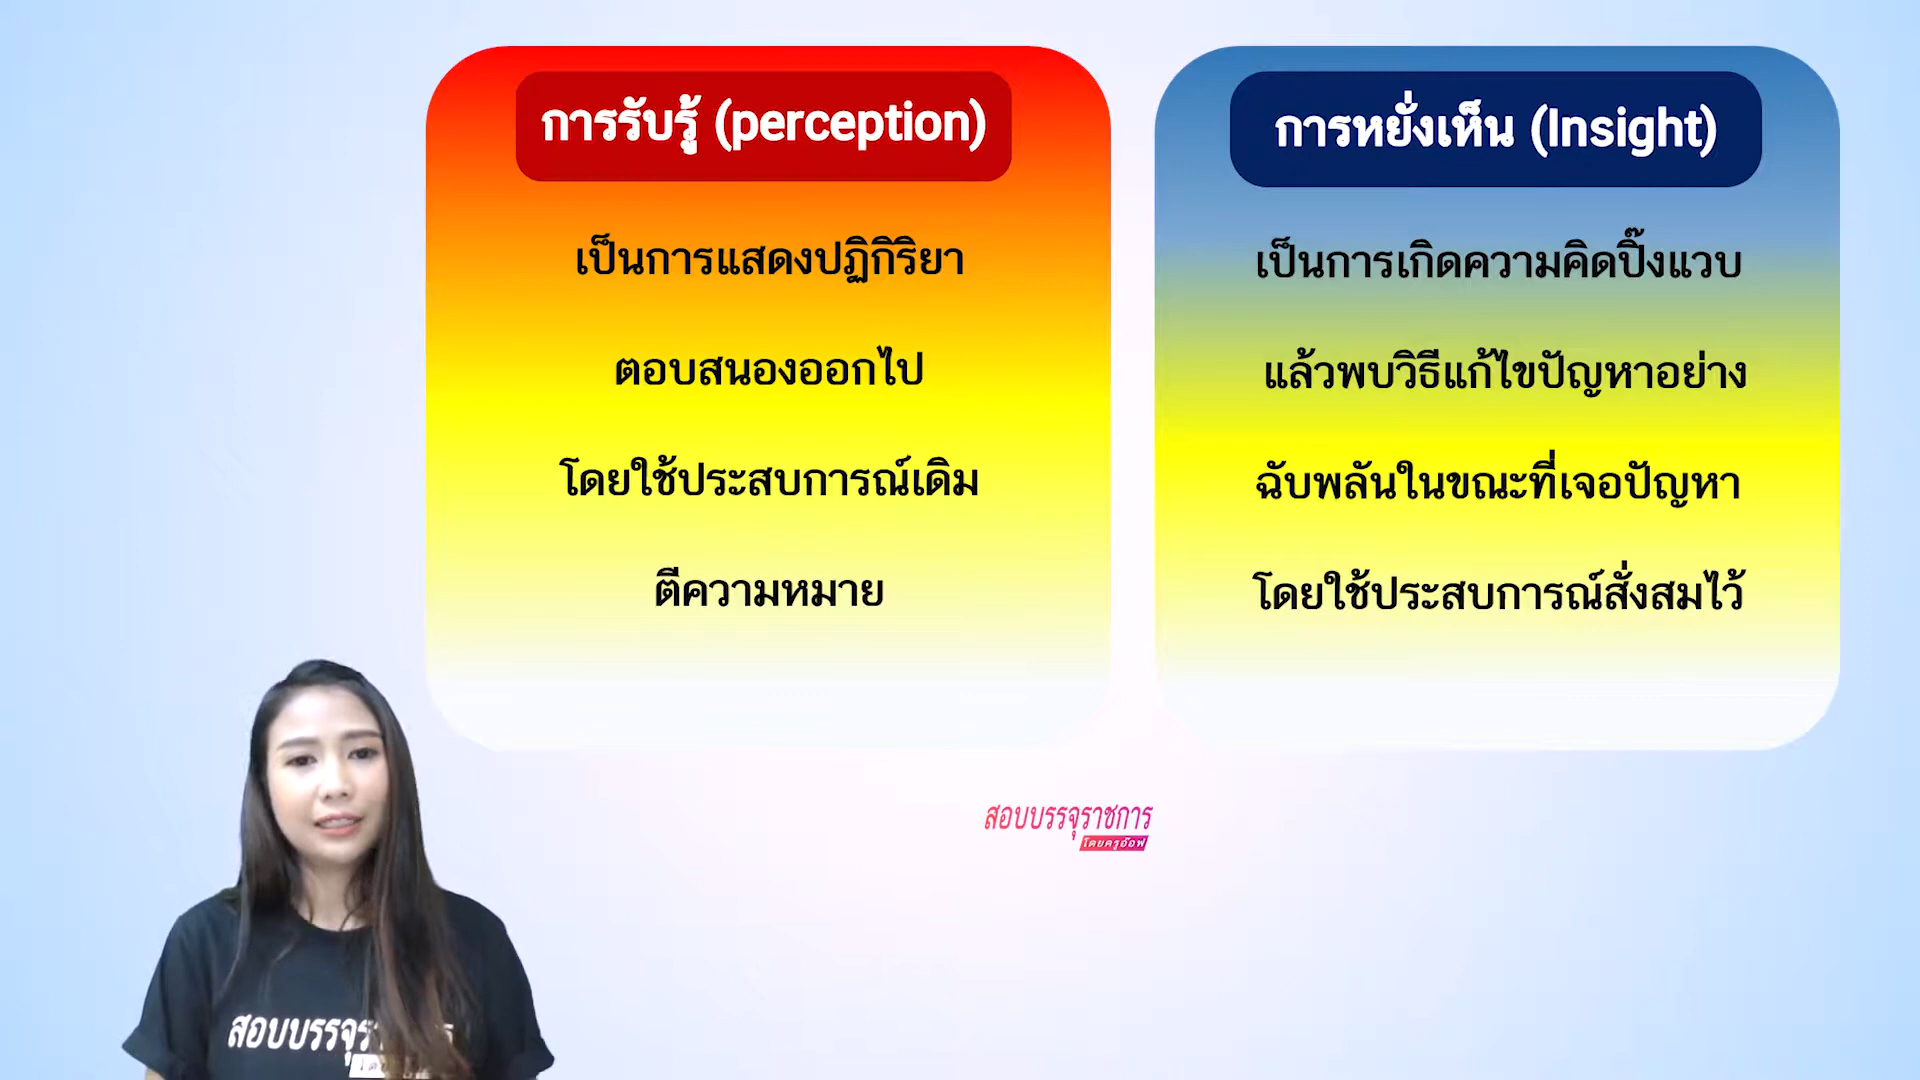 การรับรู้ (perception)
เป็นการแสดงปฏิกิริยา
ตอบสนองออกไป
โดยใช้ประสบการณ์เดิม
ตีความหมาย
การหยั่งเห็น (Insight)
เป็นการเกิดความคิดปิ๊งแวบ
แล้วพบวิธีแก้ไขปัญหาอย่าง
ฉับพลันในขณะที่เจอปัญหา
โดยใช้ประสบการณ์สั่งสมไว้
สอบบรรจุราชการ
โดยครูอ๊อฟ